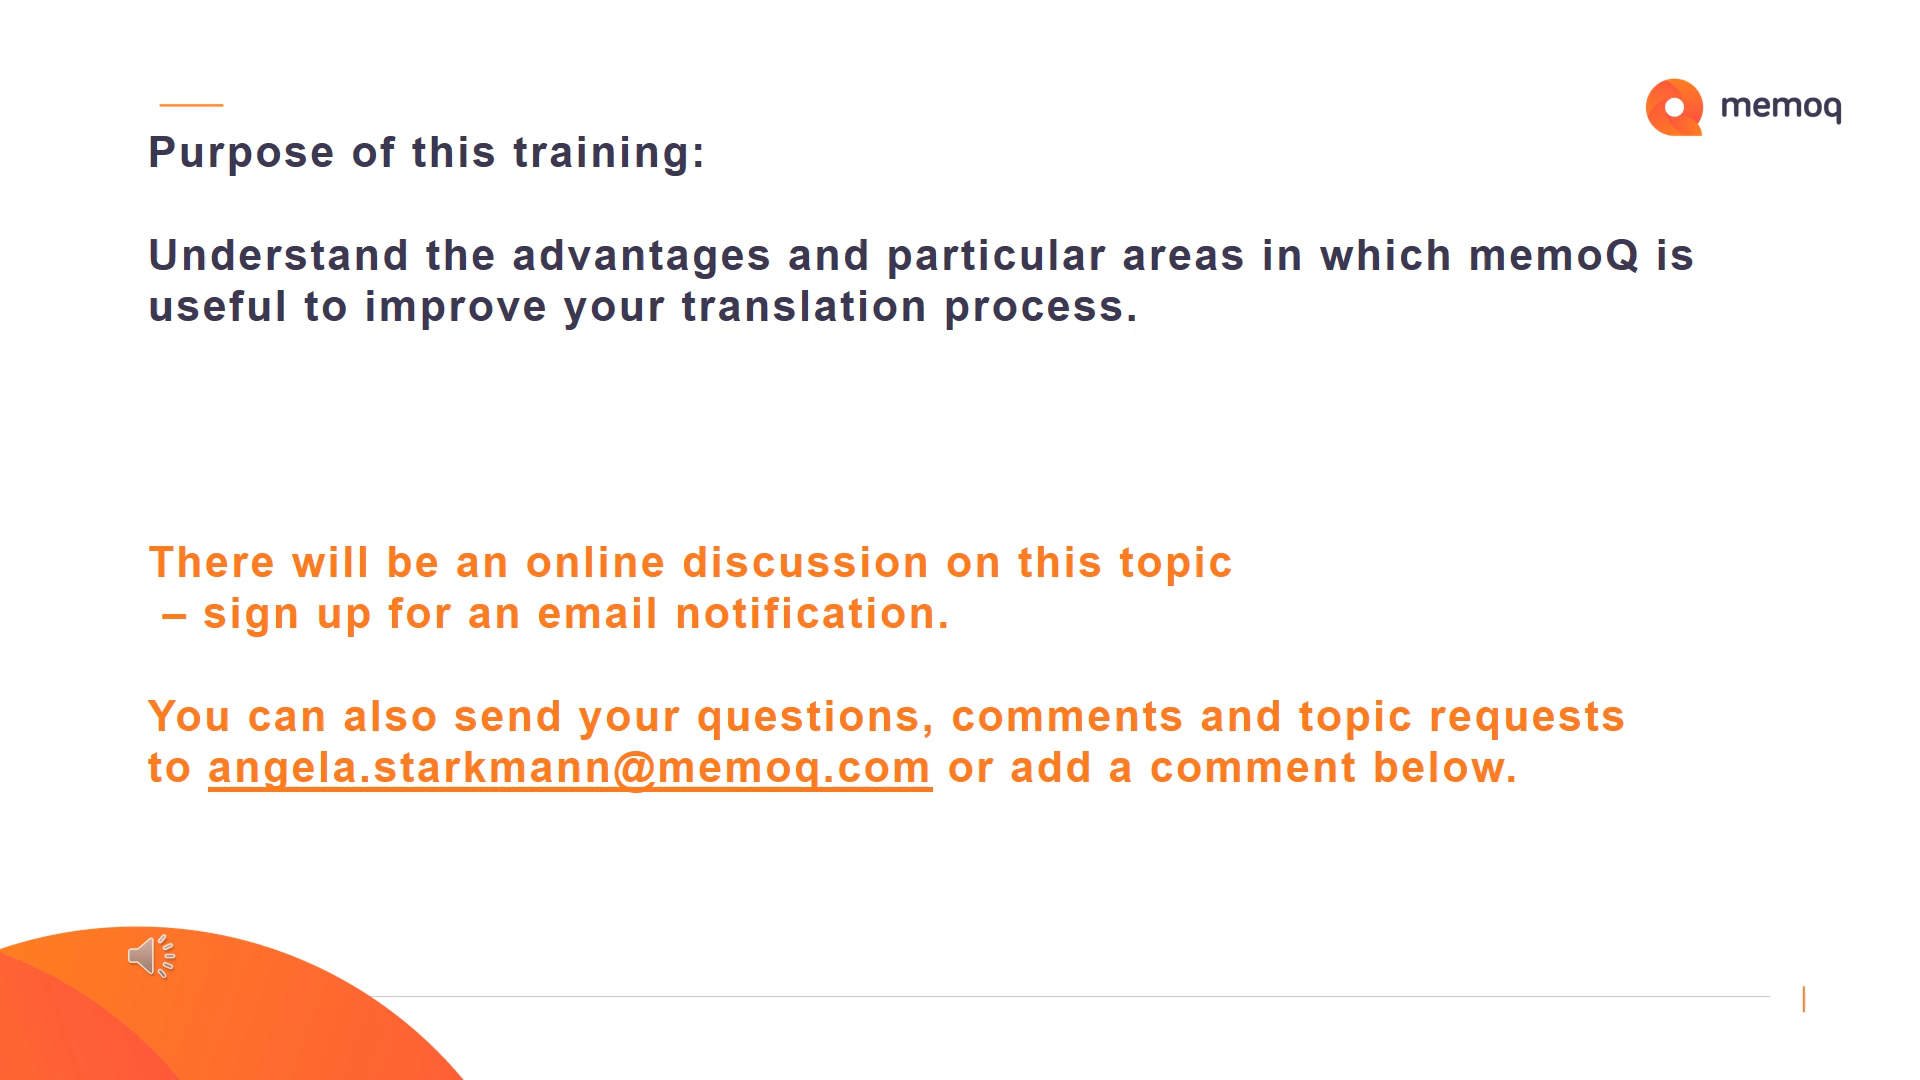 memoq
Purpose of this training:
Understand the advantages and particular areas in which memoQ is
useful to improve your translation process.
There will be an online discussion on this topic
– sign up for an email notification.
You can also send your questions, comments and topic requests
to angela.starkmann@memoq.com or add a comment below.